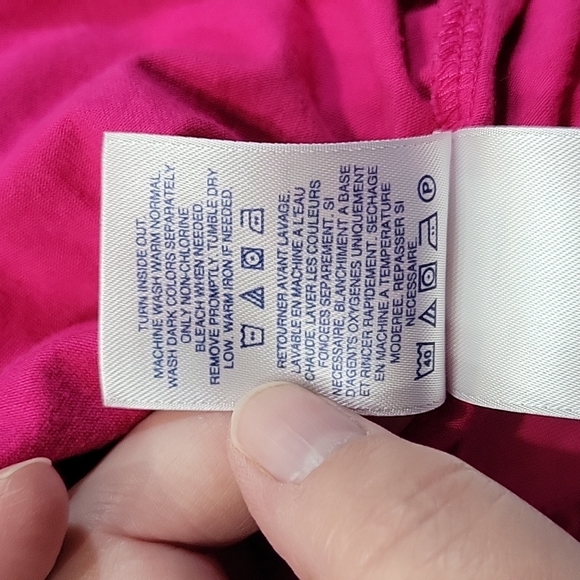 TURN INSIDE OUT.
MACHINE WASH WARM NORMAL.
WASH DARK COLORS SEPARATELY
ONLY NON-CHLORINE
BLEACH WHEN NEEDED.
REMOVE PROMPTLY TUMBLE DRY
LOW. WARM IRON IF NEEDED.
RETOURNER AVANT LAVAGE.
LAVABLE EN MACHINE A L'EAU
CHAUDE. LAVER LES COULEURS
FONCEES SEPAREMENT. SI
NECESSAIRE, BLANCHIMENT A BASE
D'AGENTS OXYGENES UNIQUEMENT
ET RINCER RAPIDEMENT. SECHAGE
EN MACHINE A TEMPERATURE
MODEREE. REPASSER SI
NECESSAIRE.
40 P